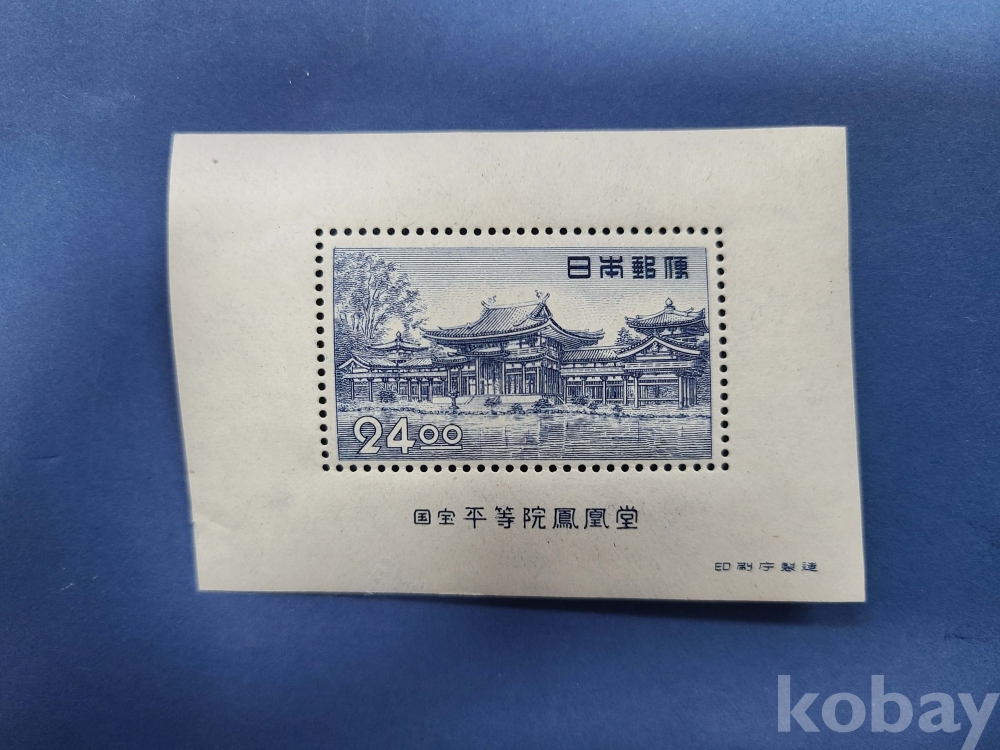 日本郵便
24.00
国宝 平等院鳳凰堂
印刷庁製造
kobay